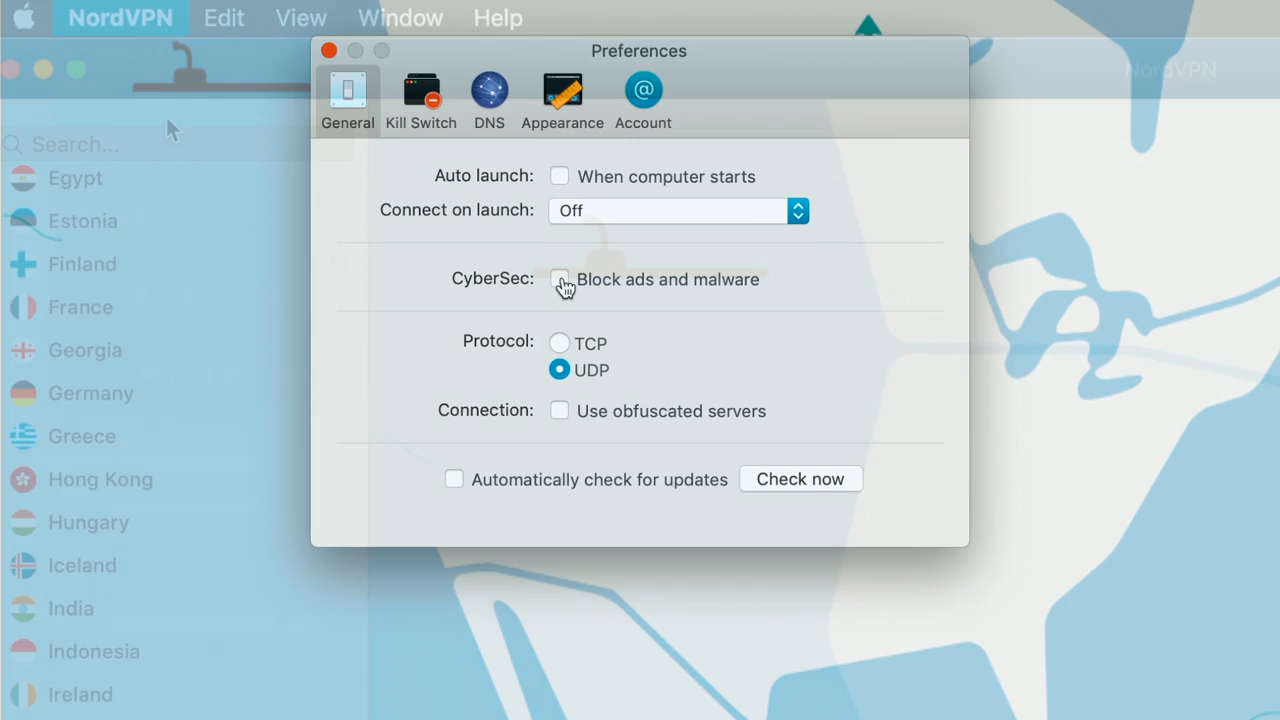 NordVPN Edit View Window Help
Preferences
NordVPN
General Kill Switch DNS Appearance Account
Search...
Egypt
Estonia
Finland
France
Georgia
Germany
Greece
Hong Kong
Hungary
Iceland
India
Indonesia
Ireland
Auto launch: When computer starts
Connect on launch: Off
CyberSec: Block ads and malware
Protocol: TCP
UDP
Connection: Use obfuscated servers
Automatically check for updates Check now